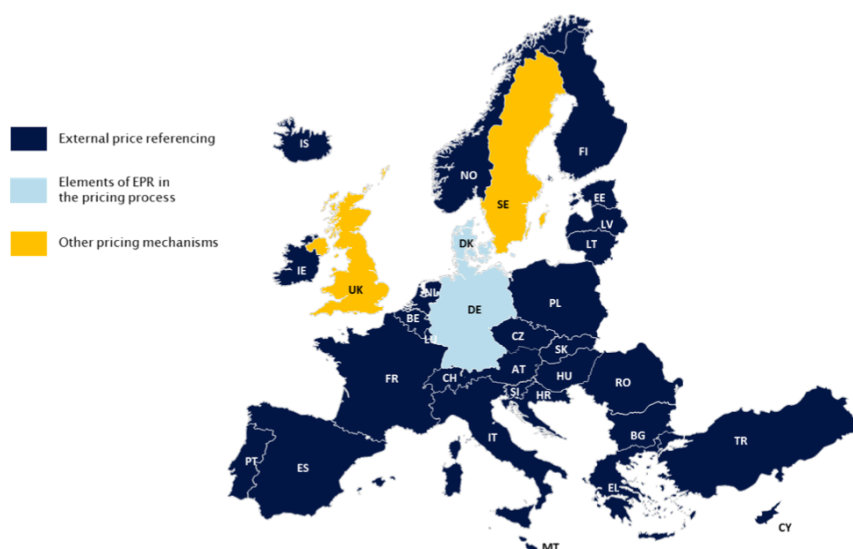 External price referencing
Elements of EPR in
the pricing process
Other pricing mechanisms
IS
NO
FI
SE
EE
LV
LT
DK
IE
UK
NL
BE
LU
DE
PL
CZ
SK
FR
CH
AT
HU
SI
HR
RO
IT
BG
PT
ES
EL
TR
CY
MT